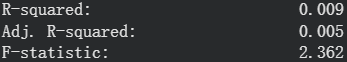 R-squared: 0.009
Adj. R-squared: 0.005
F-statistic: 2.362